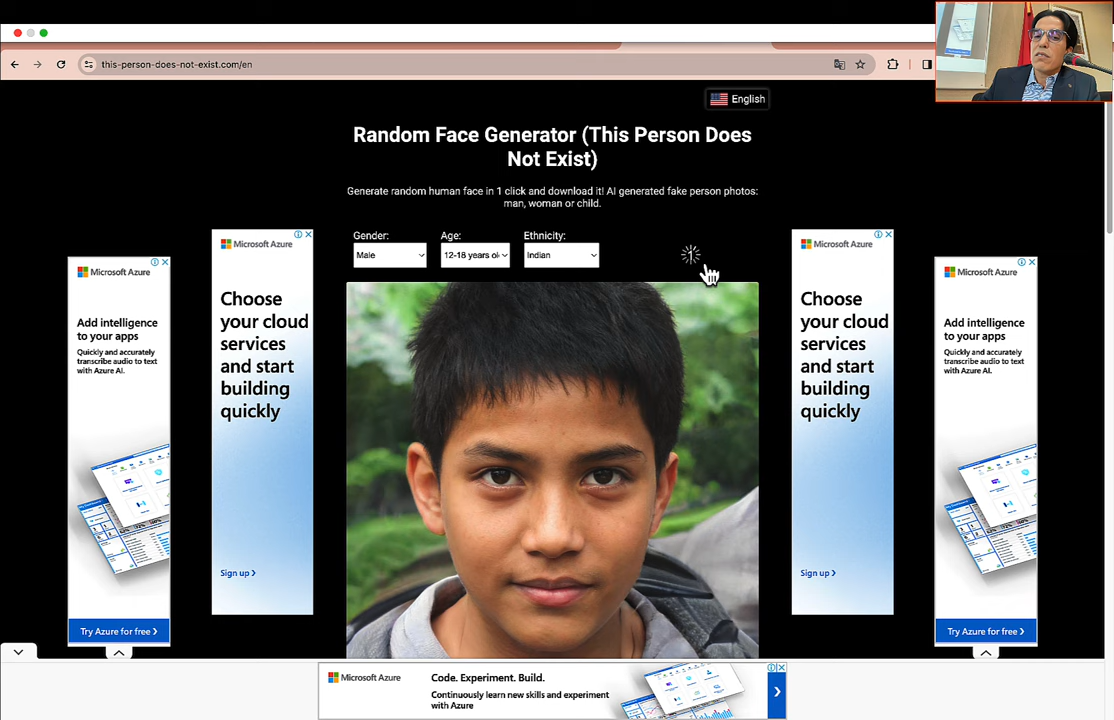 this-person-does-not-exist.com/en
English
Random Face Generator (This Person Does
Not Exist)
Generate random human face in 1 click and download it! AI generated fake person photos:
man, woman or child.
Gender:
Age:
Ethnicity:
Male
12-18 years ol
Indian
1
Microsoft Azure
Add intelligence
to your apps
Quickly and accurately
transcribe audio to text
with Azure AI.
Try Azure for free
Microsoft Azure
Choose
your cloud
services
and start
building
quickly
Sign up
Microsoft Azure
Choose
your cloud
services
and start
building
quickly
Sign up
Microsoft Azure
Add intelligence
to your apps
Quickly and accurately
transcribe audio to text
with Azure AI.
Try Azure for free
Microsoft Azure
Code. Experiment. Build.
Continuously learn new skills and experiment
with Azure